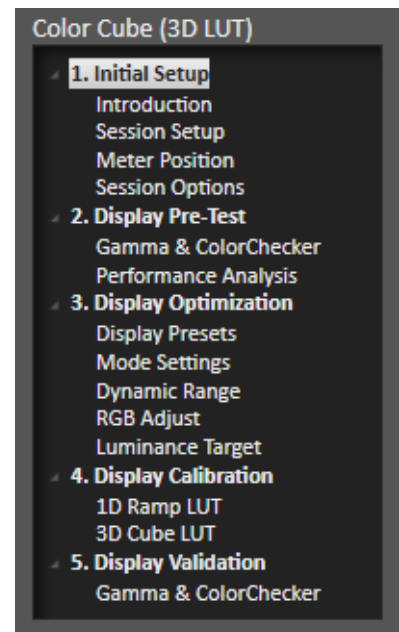 Color Cube (3D LUT)
1. Initial Setup
Introduction
Session Setup
Meter Position
Session Options
2. Display Pre-Test
Gamma & ColorChecker
Performance Analysis
3. Display Optimization
Display Presets
Mode Settings
Dynamic Range
RGB Adjust
Luminance Target
4. Display Calibration
1D Ramp LUT
3D Cube LUT
5. Display Validation
Gamma & ColorChecker